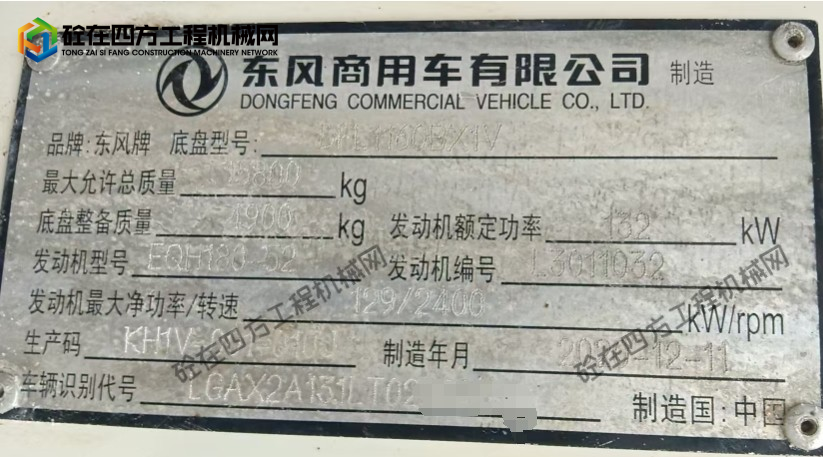 砼在四方工程机械网
TONG ZAI SI FANG CONSTRUCTION MACHINERY NETWORK
东风商用车有限公司 制造
DONGFENG COMMERCIAL VEHICLE CO., LTD.
品牌:东风牌 底盘型号:
最大允许总质量 kg
底盘整备质量 4900 kg 发动机额定功率 132 kW
发动机型号 EQH180-52 发动机编号 L3011032
发动机最大净功率/转速 129/2400 kW/rpm
生产码 制造年月
车辆识别代号 LGAX2A131LT02
制造国:中国
砼在四方工程机械网
砼在四方工程机械网